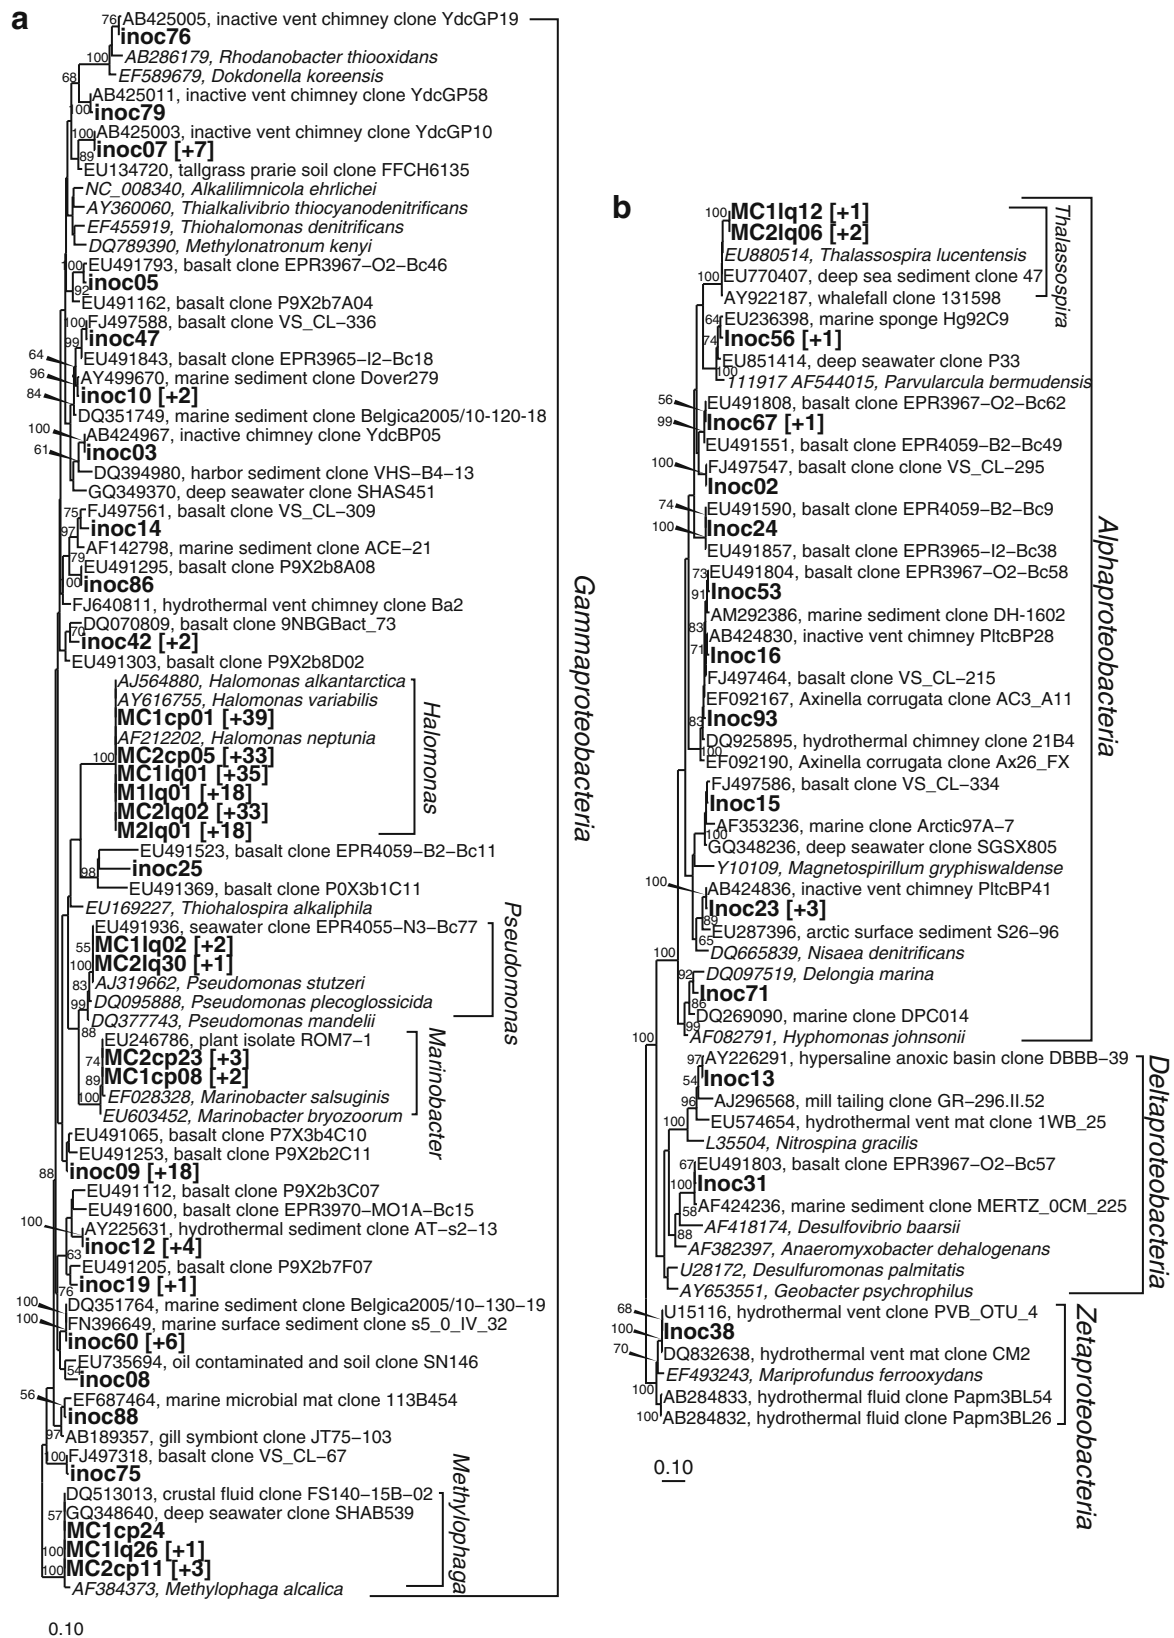 a
76 AB425005, inactive vent chimney clone YdcGP19
inoc76
100 AB286179, Rhodanobacter thiooxidans
EF589679, Dokdonella koreensis
68
AB425011, inactive vent chimney clone YdcGP58
100 inoc79
100 AB425003, inactive vent chimney clone YdcGP10
inoc07 [+7]
89
EU134720, tallgrass prarie soil clone FFCH6135
NC_008340, Alkalilimnicola ehrlichei
AY360060, Thialkalivibrio thiocyanodenitrificans
EF455919, Thiohalomonas denitrificans
DQ789390, Methylonatronum kenyi
100 EU491793, basalt clone EPR3967–O2–Bc46
inoc05
92
EU491162, basalt clone P9X2b7A04
100 FJ497588, basalt clone VS_CL–336
99 inoc47
64 EU491843, basalt clone EPR3965–I2–Bc18
96 AY499670, marine sediment clone Dover279
84 inoc10 [+2]
DQ351749, marine sediment clone Belgica2005/10-120-18
100 AB424967, inactive chimney clone YdcBP05
61 inoc03
DQ394980, harbor sediment clone VHS–B4–13
GQ349370, deep seawater clone SHAS451
75 FJ497561, basalt clone VS_CL–309
97 inoc14
AF142798, marine sediment clone ACE–21
79
EU491295, basalt clone P9X2b8A08
100 inoc86
FJ640811, hydrothermal vent chimney clone Ba2
DQ070809, basalt clone 9NBGBact_73
70 inoc42 [+2]
EU491303, basalt clone P9X2b8D02
AJ564880, Halomonas alkantarctica
AY616755, Halomonas variabilis
MC1cp01 [+39]
AF212202, Halomonas neptunia
100 MC2cp05 [+33]
MC1lq01 [+35]
M1lq01 [+18]
MC2lq02 [+33]
M2lq01 [+18]
Halomonas
EU491523, basalt clone EPR4059–B2–Bc11
98 inoc25
EU491369, basalt clone P0X3b1C11
EU169227, Thiohalospira alkaliphila
EU491936, seawater clone EPR4055–N3–Bc77
55 MC1lq02 [+2]
100 MC2lq30 [+1]
83 AJ319662, Pseudomonas stutzeri
99 DQ095888, Pseudomonas plecoglossicida
DQ377743, Pseudomonas mandelii
Pseudomonas
88
EU246786, plant isolate ROM7–1
74 MC2cp23 [+3]
89 MC1cp08 [+2]
100 EF028328, Marinobacter salsuginis
EU603452, Marinobacter bryozoorum
Marinobacter
EU491065, basalt clone P7X3b4C10
EU491253, basalt clone P9X2b2C11
88 inoc09 [+18]
EU491112, basalt clone P9X2b3C07
EU491600, basalt clone EPR3970–MO1A–Bc15
100 AY225631, hydrothermal sediment clone AT–s2–13
inoc12 [+4]
63
EU491205, basalt clone P9X2b7F07
inoc19 [+1]
76
100 DQ351764, marine sediment clone Belgica2005/10–130–19
100 FN396649, marine surface sediment clone s5_0_IV_32
inoc60 [+6]
EU735694, oil contaminated and soil clone SN146
54 inoc08
56 EF687464, marine microbial mat clone 113B454
inoc88
97 AB189357, gill symbiont clone JT75–103
100 FJ497318, basalt clone VS_CL–67
inoc75
DQ513013, crustal fluid clone FS140–15B–02
57 GQ348640, deep seawater clone SHAB539
MC1cp24
100 MC1lq26 [+1]
100 MC2cp11 [+3]
AF384373, Methylophaga alcalica
Methylophaga
Gammaproteobacteria
0.10
b
100 MC1lq12 [+1]
MC2lq06 [+2]
EU880514, Thalassospira lucentensis
100 EU770407, deep sea sediment clone 47
AY922187, whalefall clone 131598
Thalassospira
64 EU236398, marine sponge Hg92C9
74 Inoc56 [+1]
EU851414, deep seawater clone P33
100
111917 AF544015, Parvularcula bermudensis
56 EU491808, basalt clone EPR3967–O2–Bc62
99 Inoc67 [+1]
EU491551, basalt clone EPR4059–B2–Bc49
100 FJ497547, basalt clone clone VS_CL–295
Inoc02
74 EU491590, basalt clone EPR4059–B2–Bc9
100 Inoc24
EU491857, basalt clone EPR3965–I2–Bc38
73 EU491804, basalt clone EPR3967–O2–Bc58
91 Inoc53
AM292386, marine sediment clone DH-1602
83
AB424830, inactive vent chimney PltcBP28
71 Inoc16
FJ497464, basalt clone VS_CL–215
EF092167, Axinella corrugata clone AC3_A11
83 Inoc93
DQ925895, hydrothermal chimney clone 21B4
100
EF092190, Axinella corrugata clone Ax26_FX
FJ497586, basalt clone VS_CL–334
Inoc15
AF353236, marine clone Arctic97A–7
100
GQ348236, deep seawater clone SGSX805
Y10109, Magnetospirillum gryphiswaldense
100 AB424836, inactive vent chimney PltcBP41
Inoc23 [+3]
89
EU287396, arctic surface sediment S26–96
65
DQ665839, Nisaea denitrificans
100
92 DQ097519, Delongia marina
Inoc71
86
DQ269090, marine clone DPC014
99
AF082791, Hyphomonas johnsonii
Alphaproteobacteria
100
97 AY226291, hypersaline anoxic basin clone DBBB–39
54 Inoc13
96 AJ296568, mill tailing clone GR–296.II.52
100 EU574654, hydrothermal vent mat clone 1WB_25
L35504, Nitrospina gracilis
67 EU491803, basalt clone EPR3967–O2–Bc57
100 Inoc31
58 AF424236, marine sediment clone MERTZ_0CM_225
88 AF418174, Desulfovibrio baarsii
AF382397, Anaeromyxobacter dehalogenans
U28172, Desulfuromonas palmitatis
AY653551, Geobacter psychrophilus
Deltaproteobacteria
68 U15116, hydrothermal vent clone PVB_OTU_4
100 Inoc38
70 DQ832638, hydrothermal vent mat clone CM2
EF493243, Mariprofundus ferrooxydans
100 AB284833, hydrothermal fluid clone Papm3BL54
100 AB284832, hydrothermal fluid clone Papm3BL26
Zetaproteobacteria
0.10